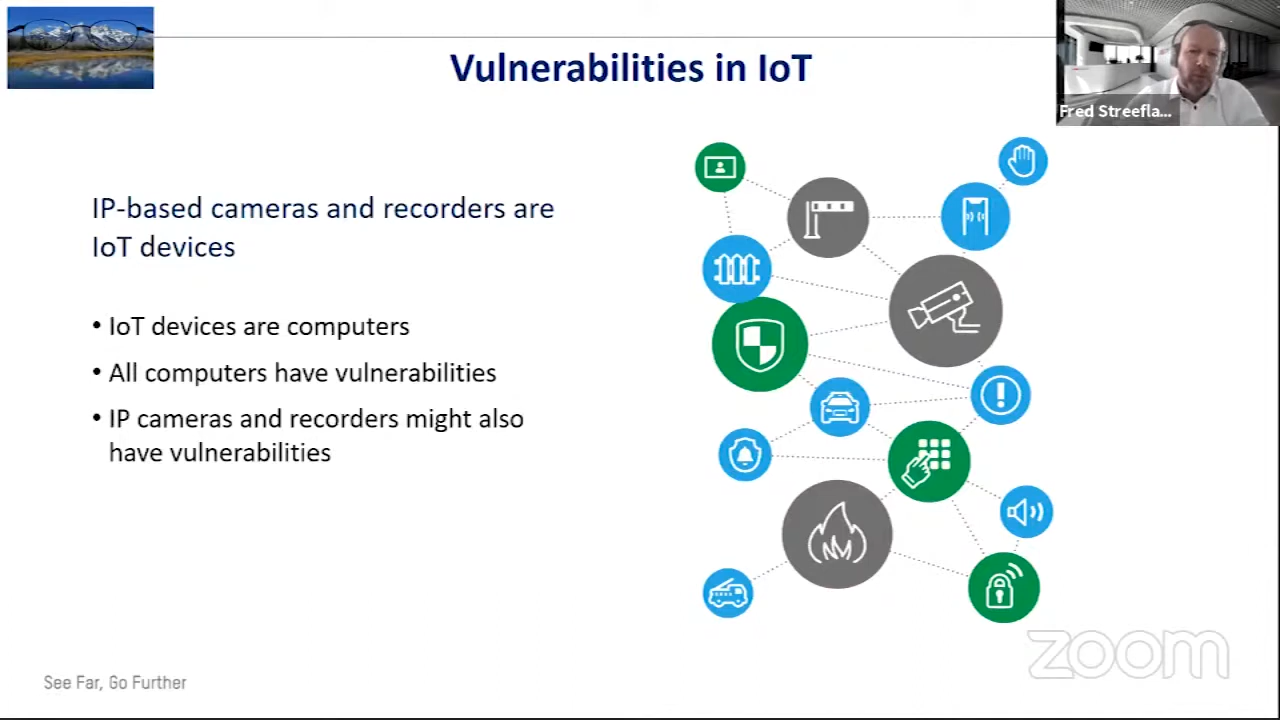 Vulnerabilities in IoT
Fred Streefla...
IP-based cameras and recorders are
IoT devices
• IoT devices are computers
• All computers have vulnerabilities
• IP cameras and recorders might also
have vulnerabilities
zoom
See Far, Go Further